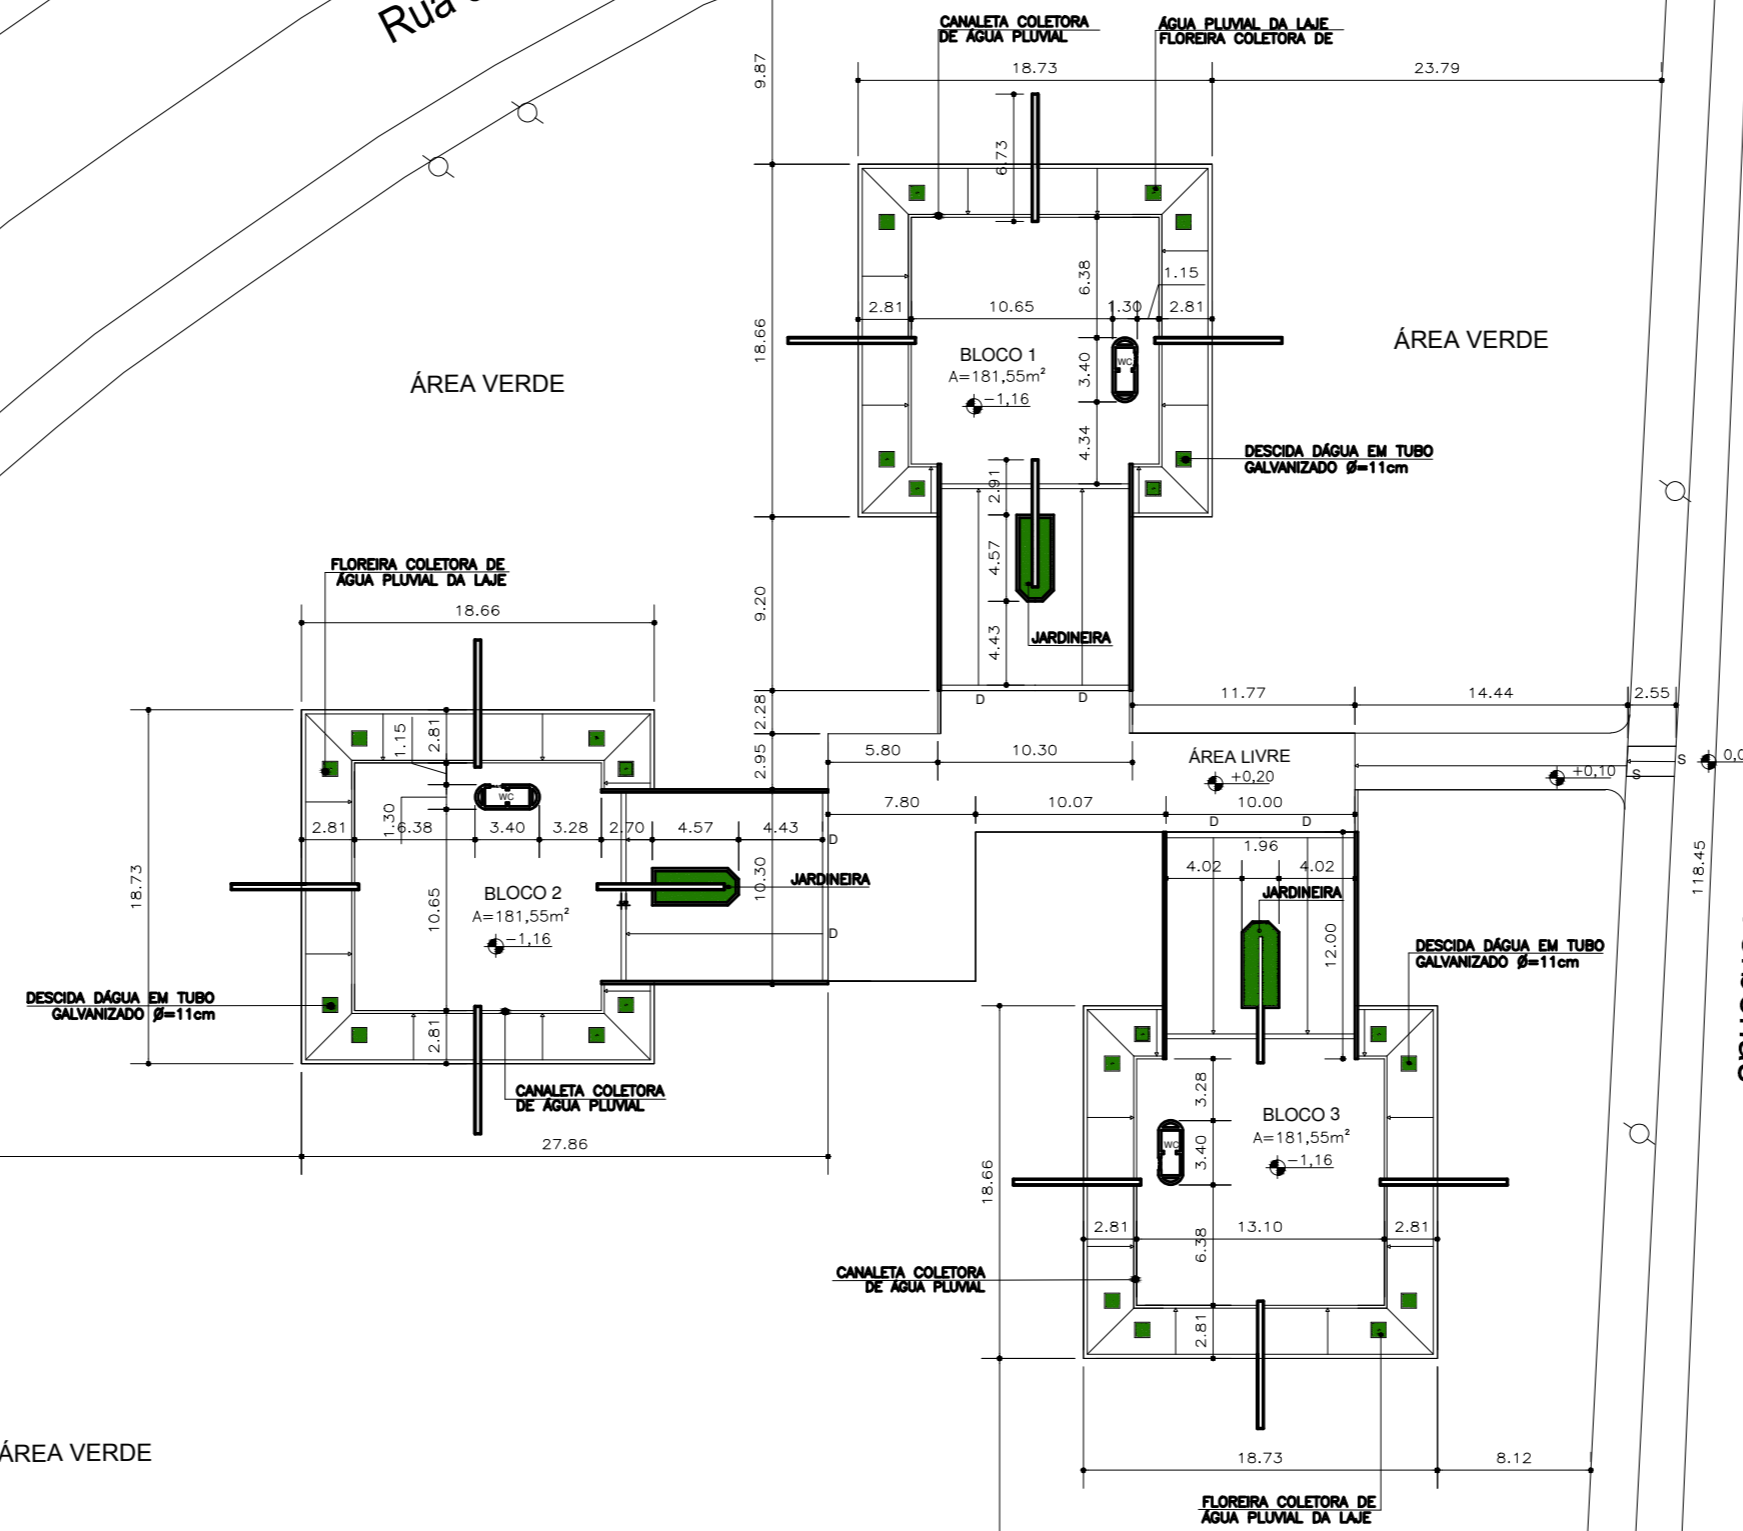 Rua
CANALETA COLETORA
DE ÁGUA PLUVIAL
ÁGUA PLUVIAL DA LAJE
FLOREIRA COLETORA DE
9.87
18.73
23.79
6.73
18.66
6.38
1.15
2.81
10.65
1.30
2.81
ÁREA VERDE
ÁREA VERDE
BLOCO 1
A=181,55m²
-1,16
WC
3.40
4.34
2.91
DESCIDA DÁGUA EM TUBO
GALVANIZADO Ø=11cm
4.57
9.20
4.43
JARDINEIRA
D
D
FLOREIRA COLETORA DE
ÁGUA PLUVIAL DA LAJE
18.66
2.28
11.77
14.44
2.55
2.95
5.80
10.30
ÁREA LIVRE
+0,20
+0,10
S
S
0,0
7.80
10.07
10.00
D
D
1.15
2.81
WC
1.30
2.81
6.38
3.40
3.28
2.70
4.57
4.43
D
18.73
10.65
BLOCO 2
A=181,55m²
-1,16
JARDINEIRA
10.30
D
1.96
4.02
4.02
JARDINEIRA
12.00
118.45
DESCIDA DÁGUA EM TUBO
GALVANIZADO Ø=11cm
DESCIDA DÁGUA EM TUBO
GALVANIZADO Ø=11cm
2.81
CANALETA COLETORA
DE ÁGUA PLUVIAL
27.86
3.28
BLOCO 3
A=181,55m²
-1,16
WC
3.40
18.66
2.81
13.10
2.81
6.38
CANALETA COLETORA
DE ÁGUA PLUVIAL
2.81
ÁREA VERDE
18.73
8.12
FLOREIRA COLETORA DE
ÁGUA PLUVIAL DA LAJE